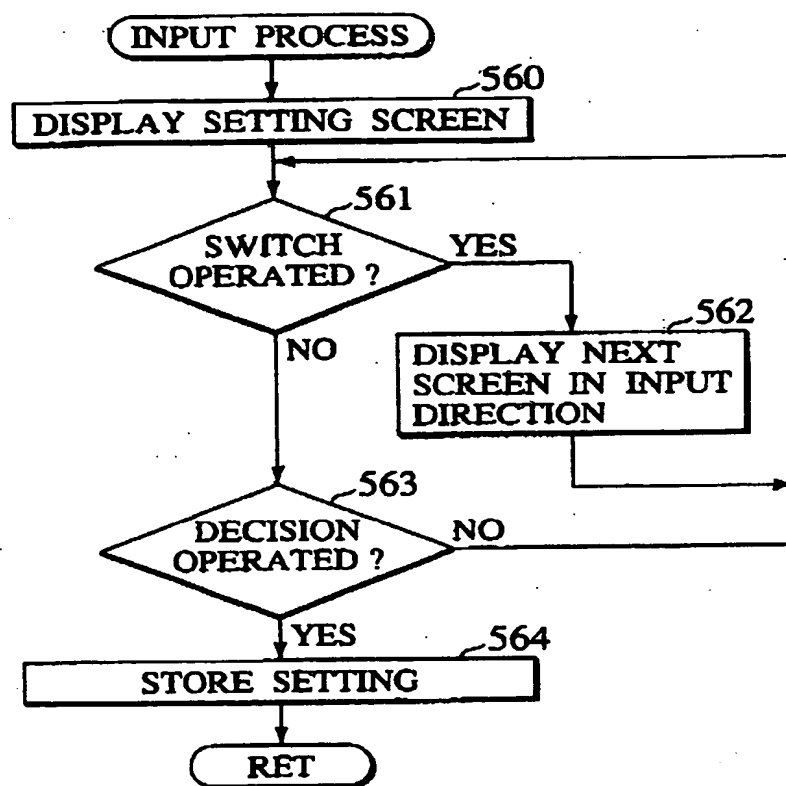 INPUT PROCESS
560
DISPLAY SETTING SCREEN
561
SWITCH
OPERATED ?
YES
NO
562
DISPLAY NEXT
SCREEN IN INPUT
DIRECTION
563
DECISION
OPERATED ?
NO
YES
564
STORE SETTING
RET